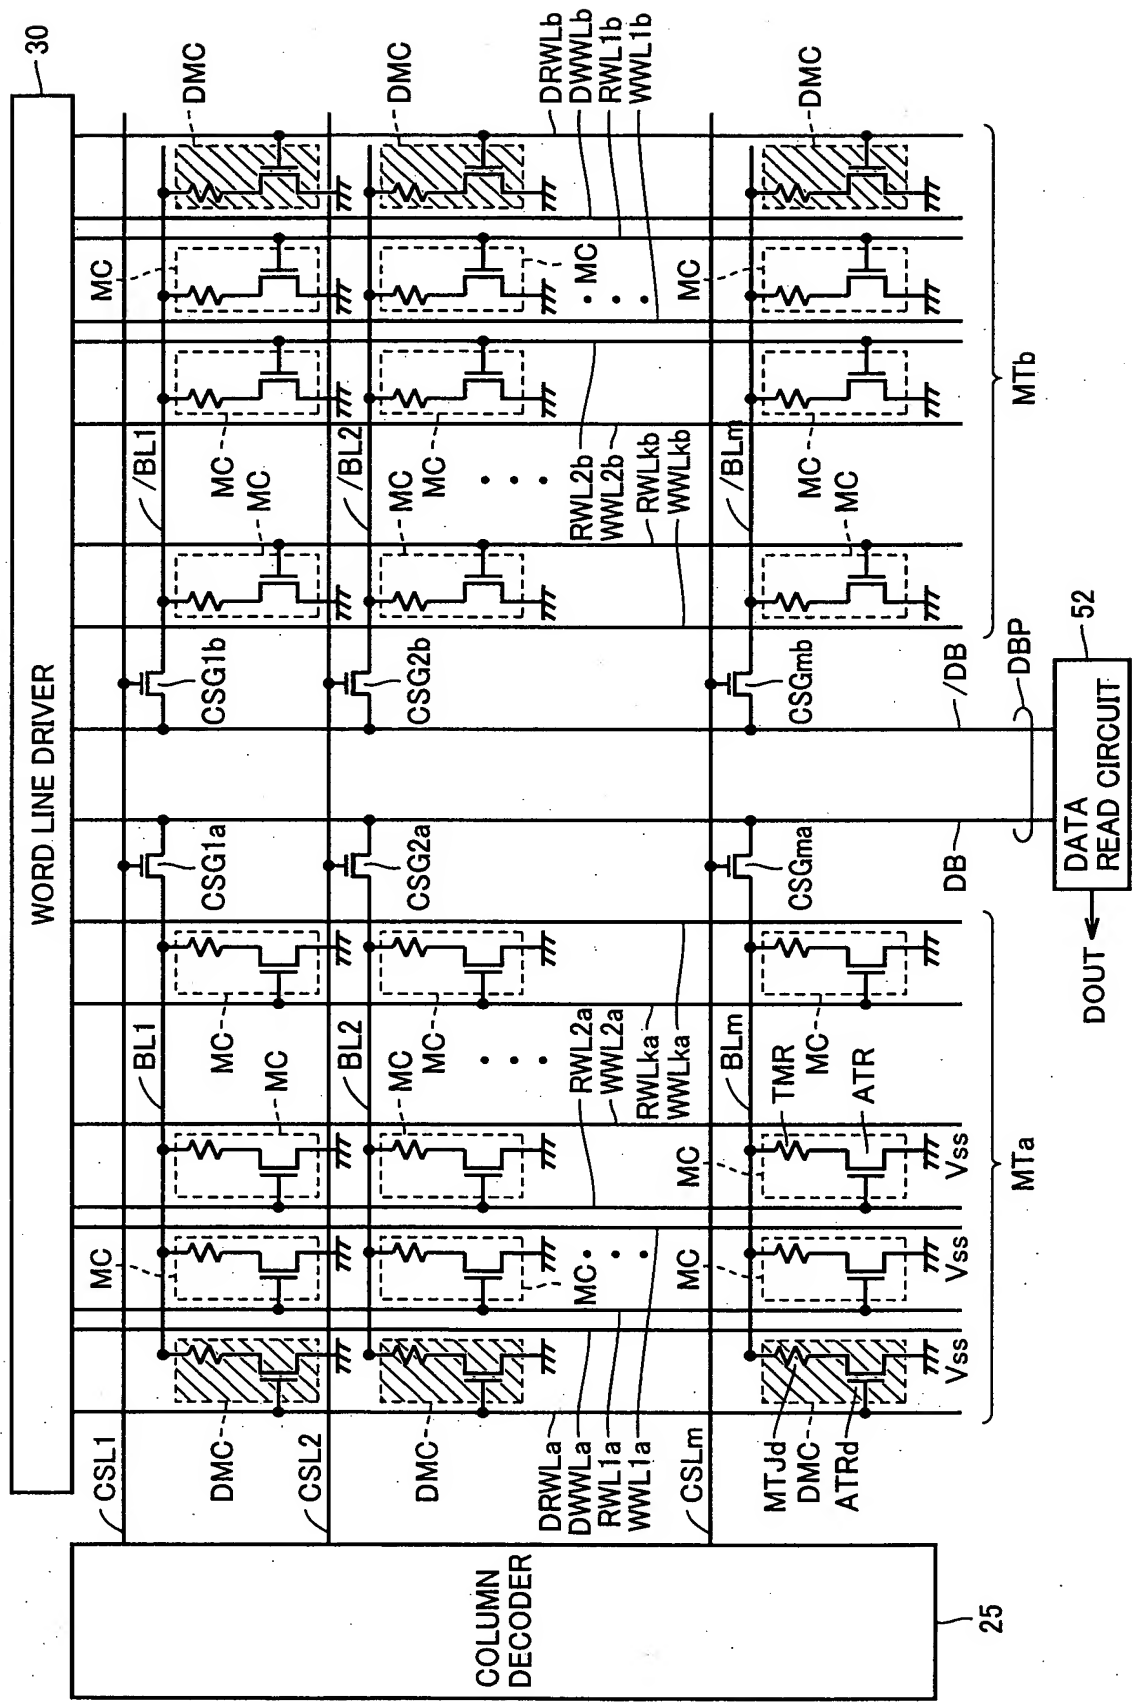 WORD LINE DRIVER
30
COLUMN
DECODER
25
CSL1
BL1
CSG1a
CSG1b
/BL1
MC
MC
MC
MC
MC
MC
DMC
DMC
CSL2
BL2
CSG2a
CSG2b
/BL2
MC
MC
MC
MC
MC
MC
DMC
DMC
DRWLa
DWWLa
RWL1a
WWL1a
RWL2a
WWL2a
RWLka
WWLka
RWL2b
WWL2b
RWLkb
WWLkb
DRWLb
DWWLb
RWL1b
WWL1b
CSLm
BLm
CSGma
CSGmb
/BLm
MC
MC
MC
MC
MC
MC
DMC
MTJd
DMC
ATRd
TMR
ATR
Vss
Vss
Vss
DB
/DB
DBP
MTa
MTb
DOUT
DATA
READ CIRCUIT
52